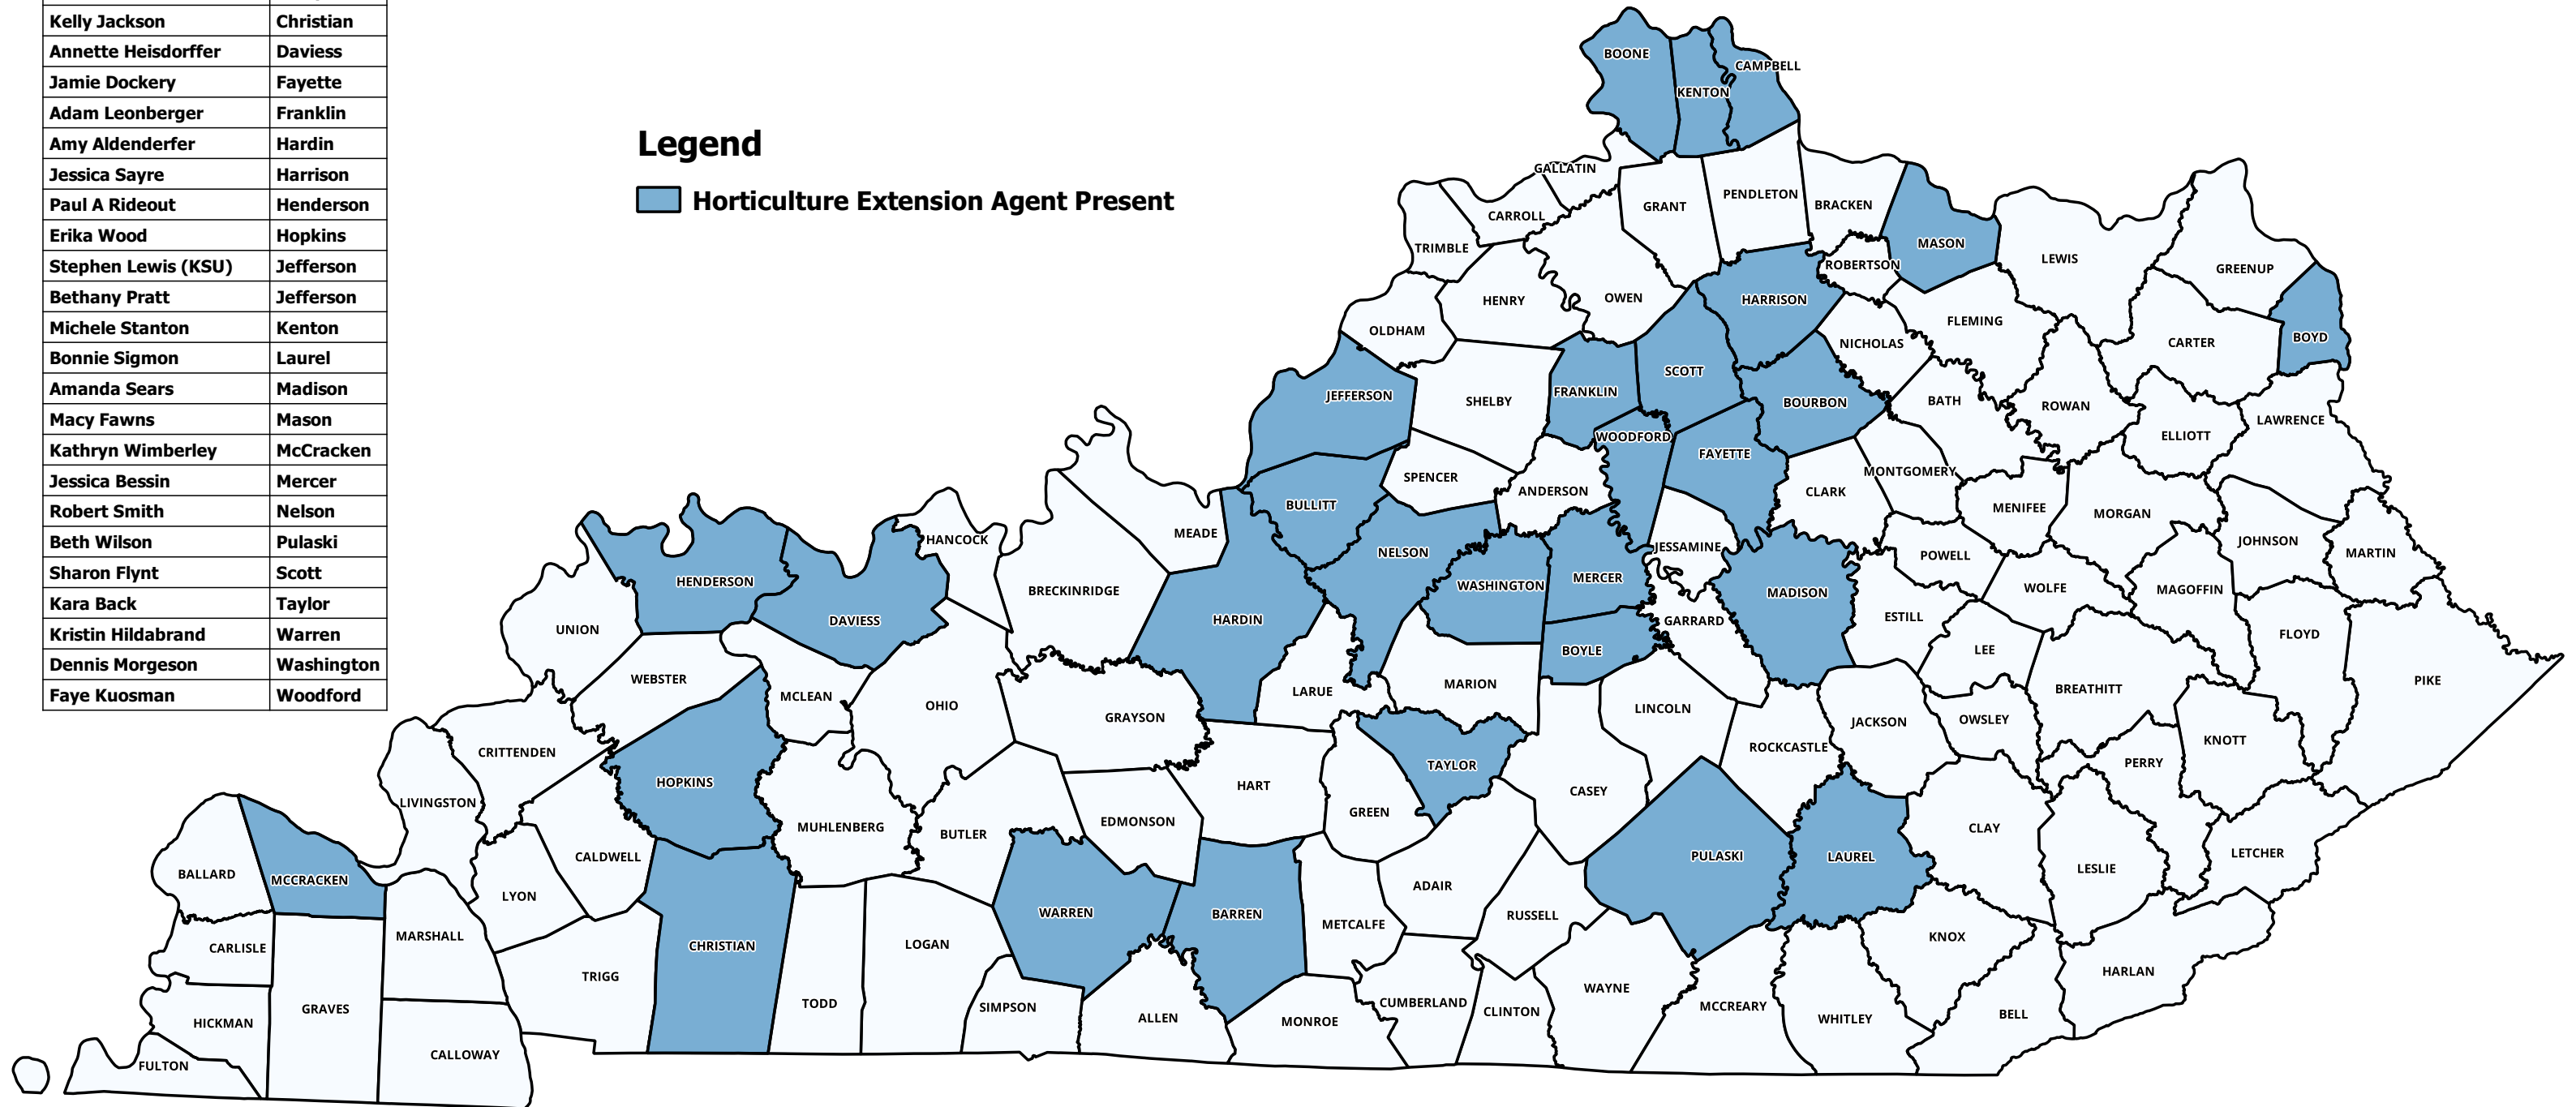 Kelly Jackson Christian
Annette Heisdorffer Daviess
Jamie Dockery Fayette
Adam Leonberger Franklin
Amy Aldenderfer Hardin
Jessica Sayre Harrison
Paul A Rideout Henderson
Erika Wood Hopkins
Stephen Lewis (KSU) Jefferson
Bethany Pratt Jefferson
Michele Stanton Kenton
Bonnie Sigmon Laurel
Amanda Sears Madison
Macy Fawns Mason
Kathryn Wimberley McCracken
Jessica Bessin Mercer
Robert Smith Nelson
Beth Wilson Pulaski
Sharon Flynt Scott
Kara Back Taylor
Kristin Hildabrand Warren
Dennis Morgeson Washington
Faye Kuosman Woodford
Legend
Horticulture Extension Agent Present
BOONE
CAMPBELL
KENTON
GALLATIN
PENDLETON
BRACKEN
GRANT
CARROLL
MASON
TRIMBLE
LEWIS
ROBERTSON
GREENUP
OWEN
HENRY
HARRISON
FLEMING
OLDHAM
BOYD
NICHOLAS
CARTER
SCOTT
FRANKLIN
JEFFERSON
SHELBY
BOURBON
BATH
ROWAN
LAWRENCE
WOODFORD
ELLIOTT
FAYETTE
MONTGOMERY
SPENCER
ANDERSON
CLARK
BULLITT
MENIFEE
MORGAN
MEADE
HANCOCK
JOHNSON
JESSAMINE
NELSON
MARTIN
POWELL
HENDERSON
MERCER
WASHINGTON
WOLFE
MAGOFFIN
BRECKINRIDGE
MADISON
ESTILL
HARDIN
DAVIESS
GARRARD
UNION
FLOYD
BOYLE
LEE
WEBSTER
PIKE
MARION
BREATHITT
LARUE
MCLEAN
OHIO
LINCOLN
GRAYSON
OWSLEY
JACKSON
KNOTT
ROCKCASTLE
CRITTENDEN
PERRY
TAYLOR
HOPKINS
HART
CASEY
LIVINGSTON
GREEN
EDMONSON
MUHLENBERG
CLAY
BUTLER
LETCHER
CALDWELL
PULASKI
LAUREL
LESLIE
BALLARD
MCCRACKEN
ADAIR
LYON
WARREN
BARREN
RUSSELL
METCALFE
MARSHALL
KNOX
LOGAN
CHRISTIAN
CARLISLE
HARLAN
TRIGG
WAYNE
CUMBERLAND
TODD
MCCREARY
SIMPSON
GRAVES
CLINTON
BELL
ALLEN
WHITLEY
MONROE
HICKMAN
CALLOWAY
FULTON